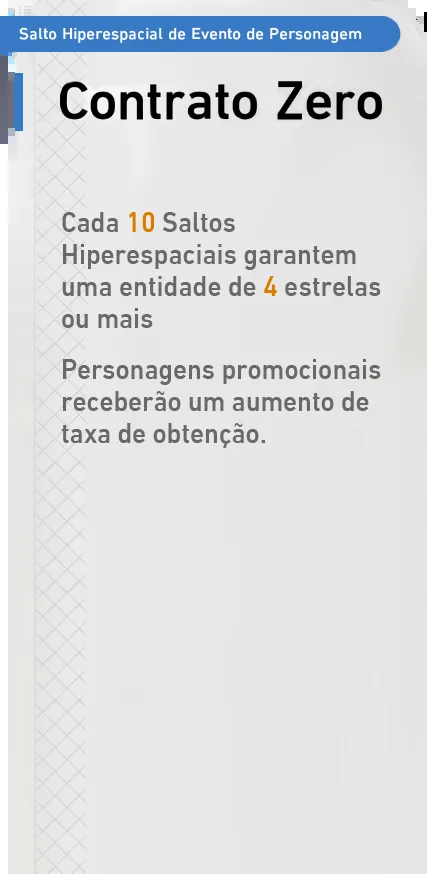 Salto Hiperespacial de Evento de Personagem
Contrato Zero
Cada 10 Saltos
Hiperespaciais garantem
uma entidade de 4 estrelas
ou mais
Personagens promocionais
receberão um aumento de
taxa de obtenção.